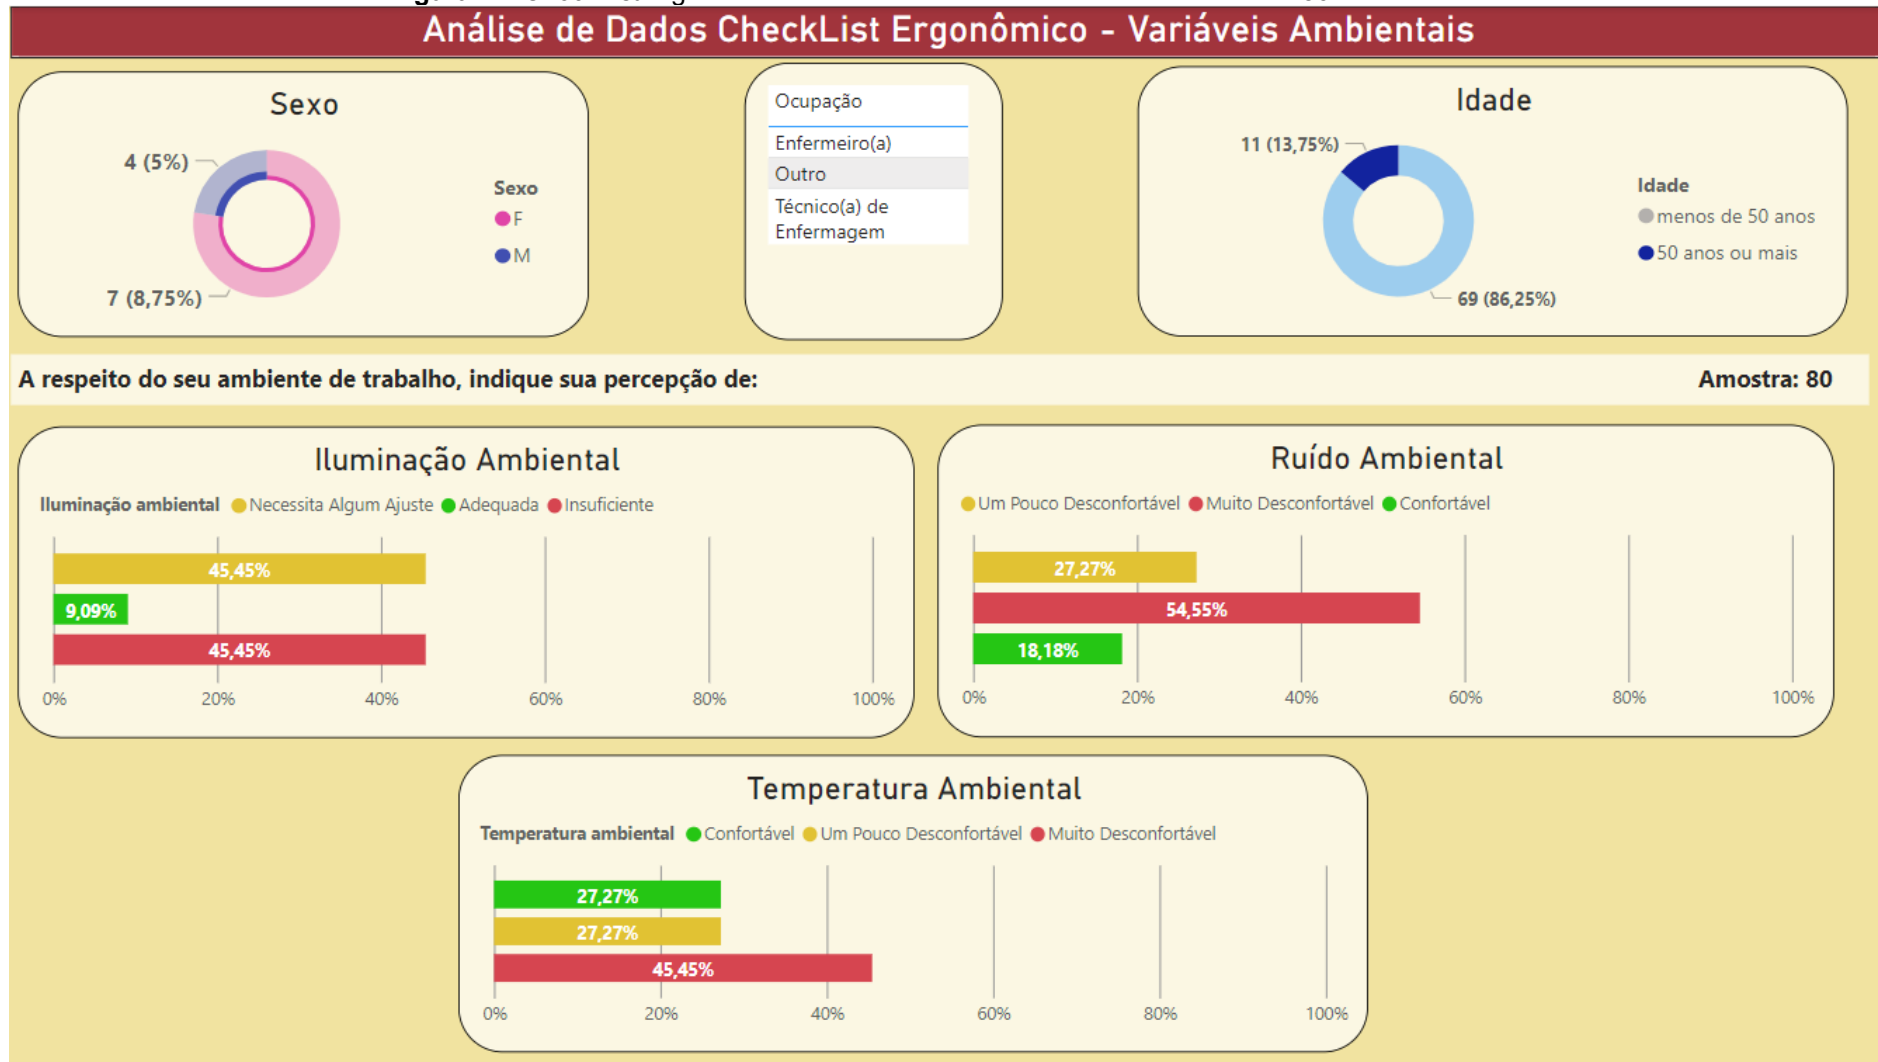 Análise de Dados CheckList Ergonômico - Variáveis Ambientais
Sexo
4 (5%)
7 (8,75%)
Sexo
F
M
Ocupação
Enfermeiro(a)
Outro
Técnico(a) de
Enfermagem
Idade
11 (13,75%)
69 (86,25%)
Idade
menos de 50 anos
50 anos ou mais
A respeito do seu ambiente de trabalho, indique sua percepção de: Amostra: 80
Iluminação Ambiental
Iluminação ambiental Necessita Algum Ajuste Adequada Insuficiente
45,45%
9,09%
45,45%
0% 20% 40% 60% 80% 100%
Ruído Ambiental
Um Pouco Desconfortável Muito Desconfortável Confortável
27,27%
54,55%
18,18%
0% 20% 40% 60% 80% 100%
Temperatura Ambiental
Temperatura ambiental Confortável Um Pouco Desconfortável Muito Desconfortável
27,27%
27,27%
45,45%
0% 20% 40% 60% 80% 100%